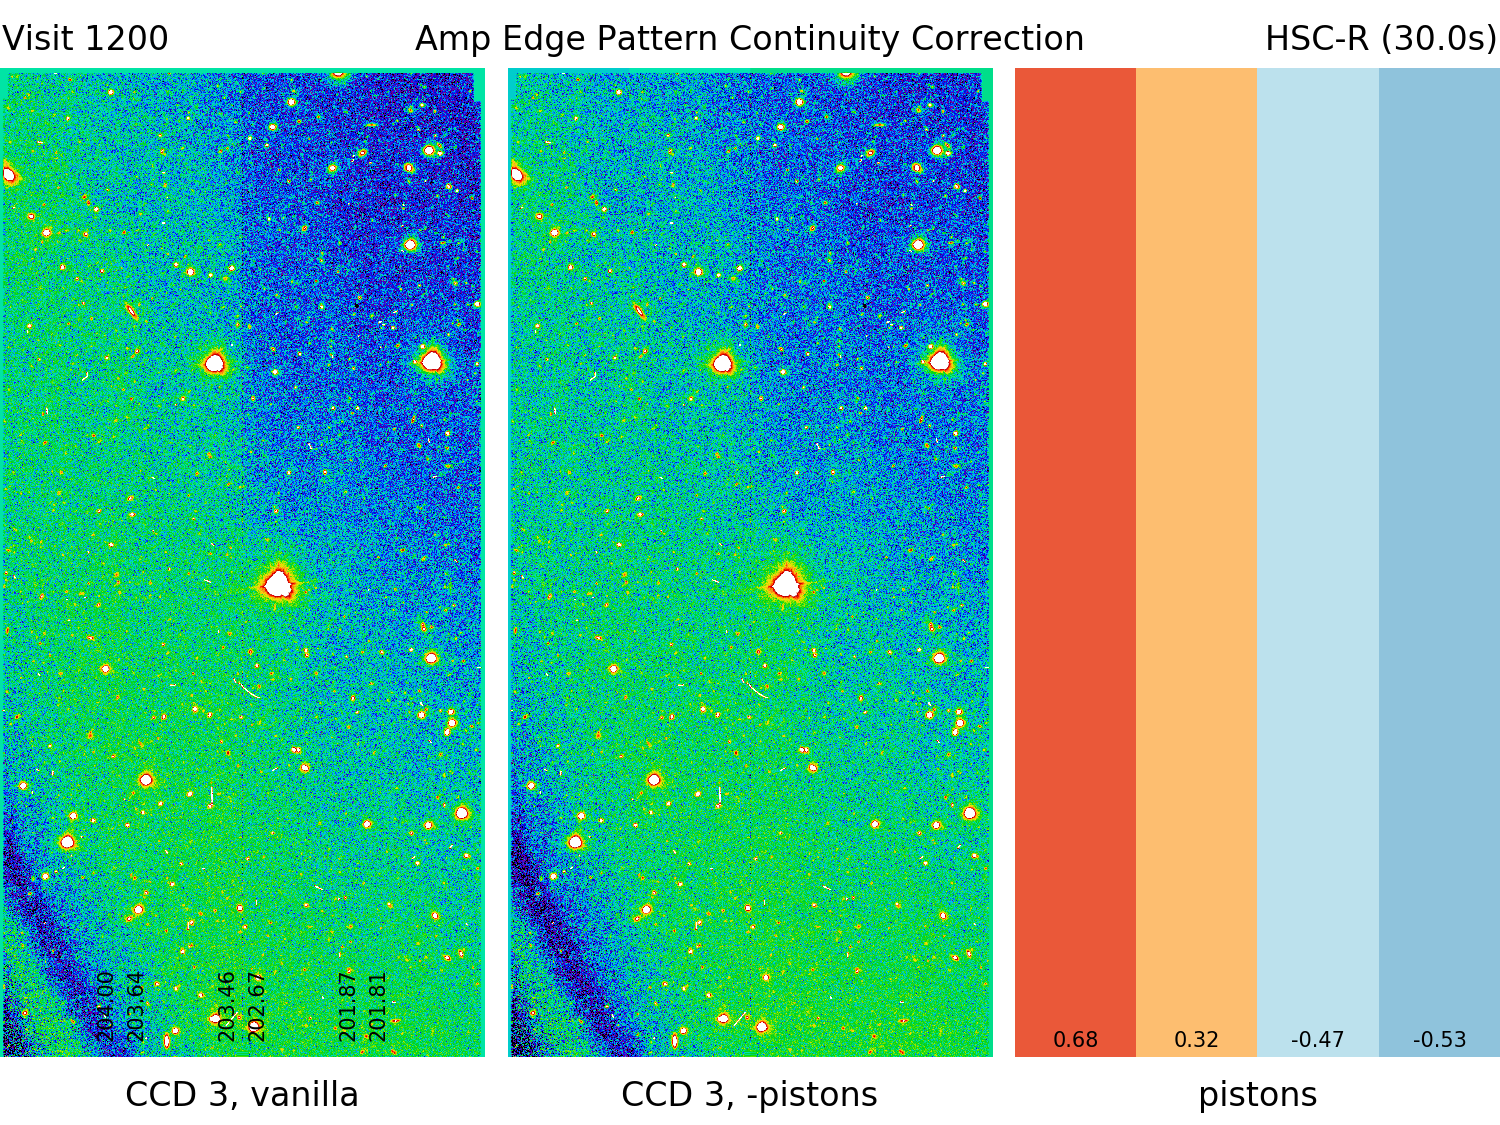 Visit 1200
Amp Edge Pattern Continuity Correction
HSC-R (30.0s)
204.00
203.64
203.46
202.67
201.87
201.81
0.68
0.32
-0.47
-0.53
CCD 3, vanilla
CCD 3, -pistons
pistons